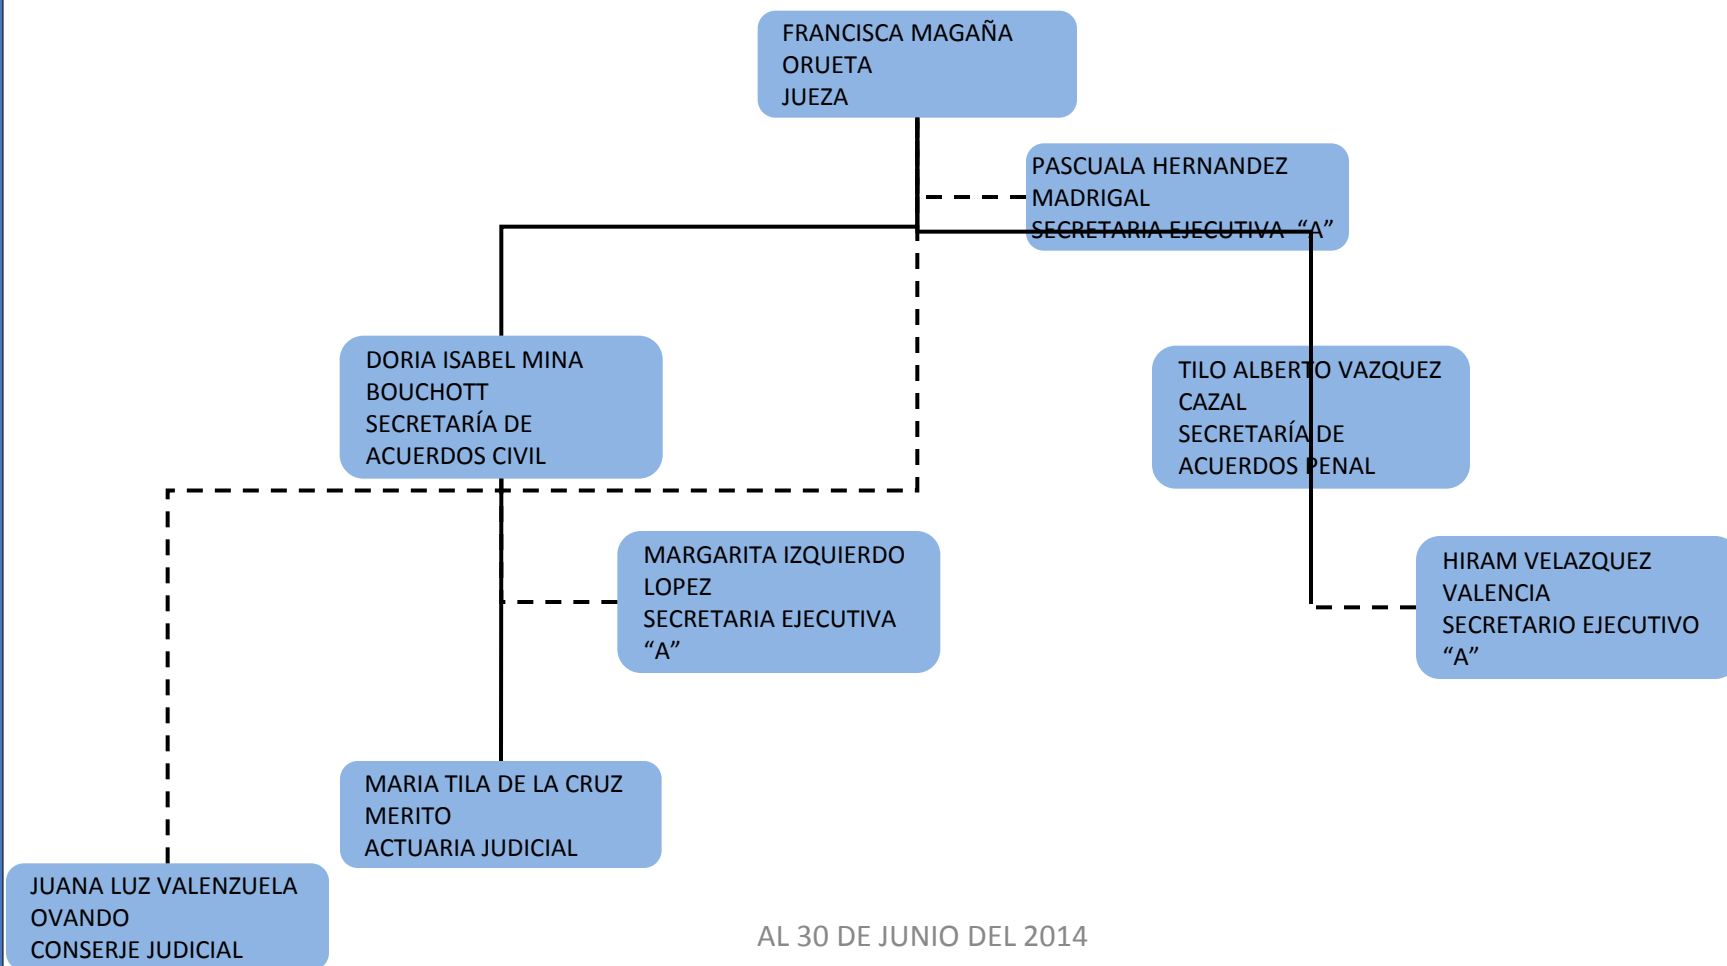 FRANCISCA MAGAÑA
ORUETA
JUEZA
PASCUALA HERNANDEZ
MADRIGAL
SECRETARIA EJECUTIVA “A”
DORIA ISABEL MINA
BOUCHOTT
SECRETARÍA DE
ACUERDOS CIVIL
TILO ALBERTO VAZQUEZ
CAZAL
SECRETARÍA DE
ACUERDOS PENAL
MARGARITA IZQUIERDO
LOPEZ
SECRETARIA EJECUTIVA
“A”
HIRAM VELAZQUEZ
VALENCIA
SECRETARIO EJECUTIVO
“A”
MARIA TILA DE LA CRUZ
MERITO
ACTUARIA JUDICIAL
JUANA LUZ VALENZUELA
OVANDO
CONSERJE JUDICIAL
AL 30 DE JUNIO DEL 2014